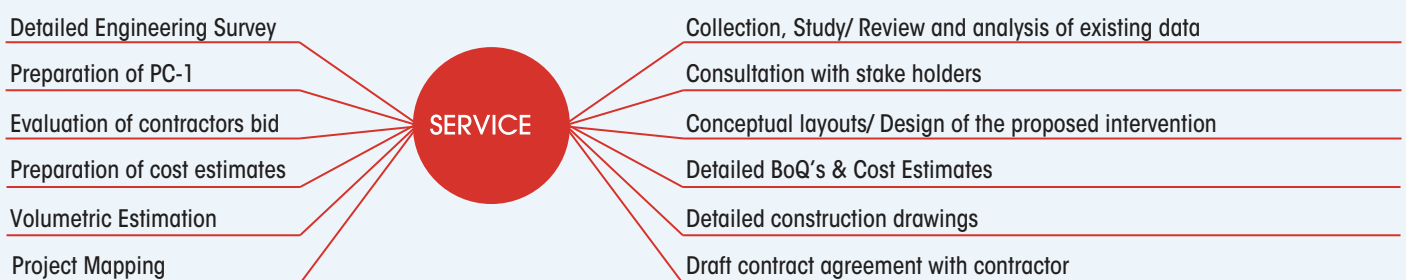 Detailed Engineering Survey
Preparation of PC-1
Evaluation of contractors bid
Preparation of cost estimates
Volumetric Estimation
Project Mapping
SERVICE
Collection, Study/ Review and analysis of existing data
Consultation with stake holders
Conceptual layouts/ Design of the proposed intervention
Detailed BoQ's & Cost Estimates
Detailed construction drawings
Draft contract agreement with contractor